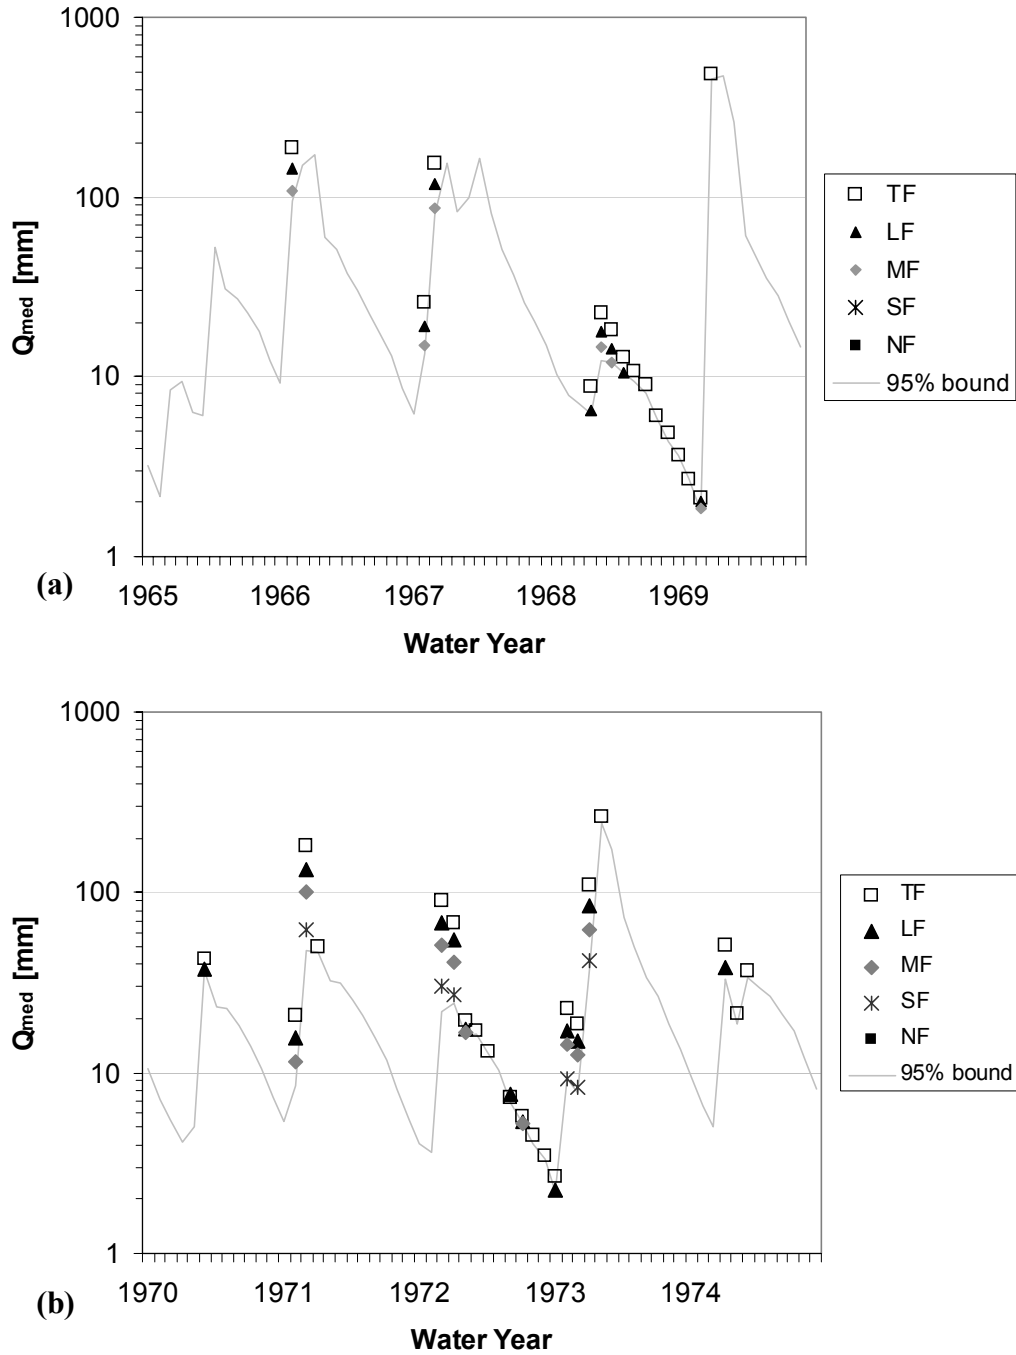 1000
100
10
1
Qmed [mm]
1965 1966 1967 1968 1969
Water Year
(a)
TF
LF
MF
SF
NF
95% bound
1000
100
10
1
Qmed [mm]
1970 1971 1972 1973 1974
Water Year
(b)
TF
LF
MF
SF
NF
95% bound